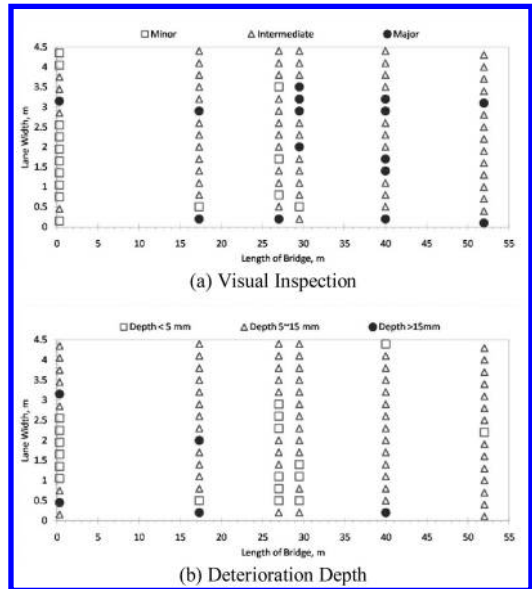 □ Minor △ Intermediate ● Major
4.5
4
3.5
3
2.5
2
1.5
1
0.5
0
Lane Width, m
0 5 10 15 20 25 30 35 40 45 50 55
Length of Bridge, m
(a) Visual Inspection
□ Depth < 5 mm △ Depth 5~15 mm ● Depth >15mm
4.5
4
3.5
3
2.5
2
1.5
1
0.5
0
Lane Width, m
0 5 10 15 20 25 30 35 40 45 50 55
Length of Bridge, m
(b) Deterioration Depth